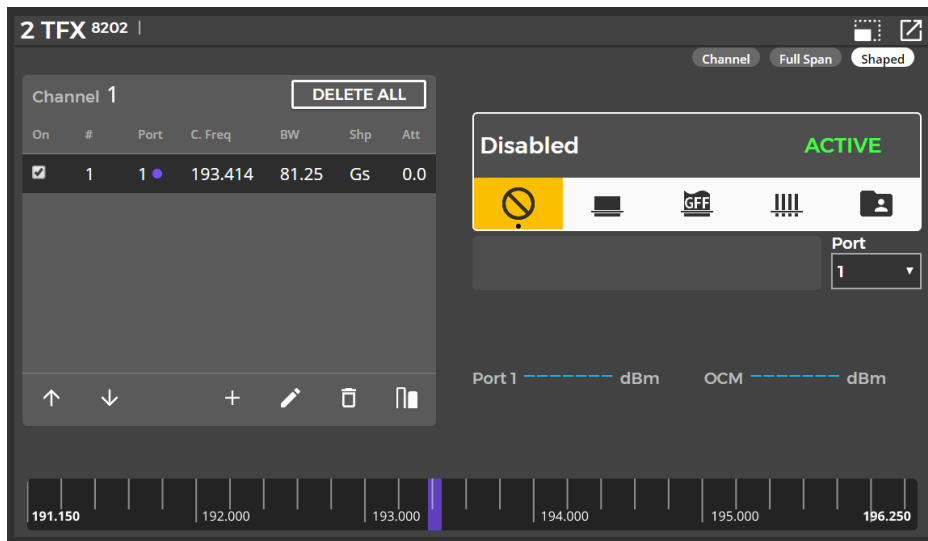 2 TFX 8202 |
Channel Full Span Shaped
Channel 1 DELETE ALL
On # Port C. Freq BW Shp Att
1 1 193.414 81.25 Gs 0.0
Disabled ACTIVE
GFF
Port
1
Port 1 ------- dBm OCM ------- dBm
191.150 192.000 193.000 194.000 195.000 196.250